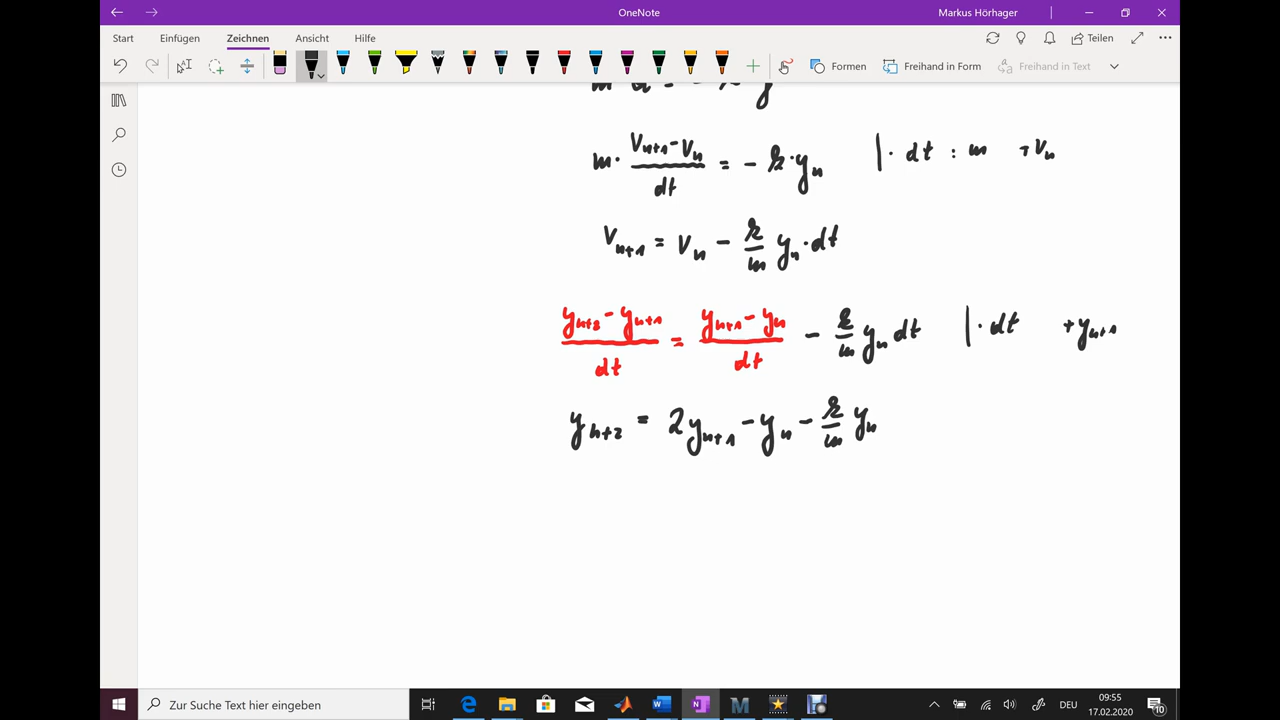 OneNote
Markus Hörhager
Start Einfügen Zeichnen Ansicht Hilfe Teilen
Formen Freihand in Form Freihand in Text
m · (v_{n+1} - v_n)/dt = - k · y_n | · dt : m + v_n
v_{n+1} = v_n - k/m y_n · dt
(y_{n+2} - y_{n+1})/dt = (y_{n+1} - y_n)/dt - k/m y_n dt | · dt + y_{n+1}
y_{n+2} = 2y_{n+1} - y_n - k/m y_n
Zur Suche Text hier eingeben
DEU
09:55
17.02.2020
10